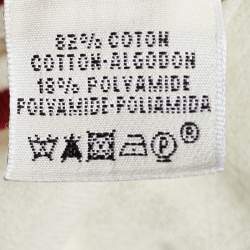 82% COTON
COTTON-ALGODON
18% POLYAMIDE
POLYAMIDE-POLIAMIDA
P ®